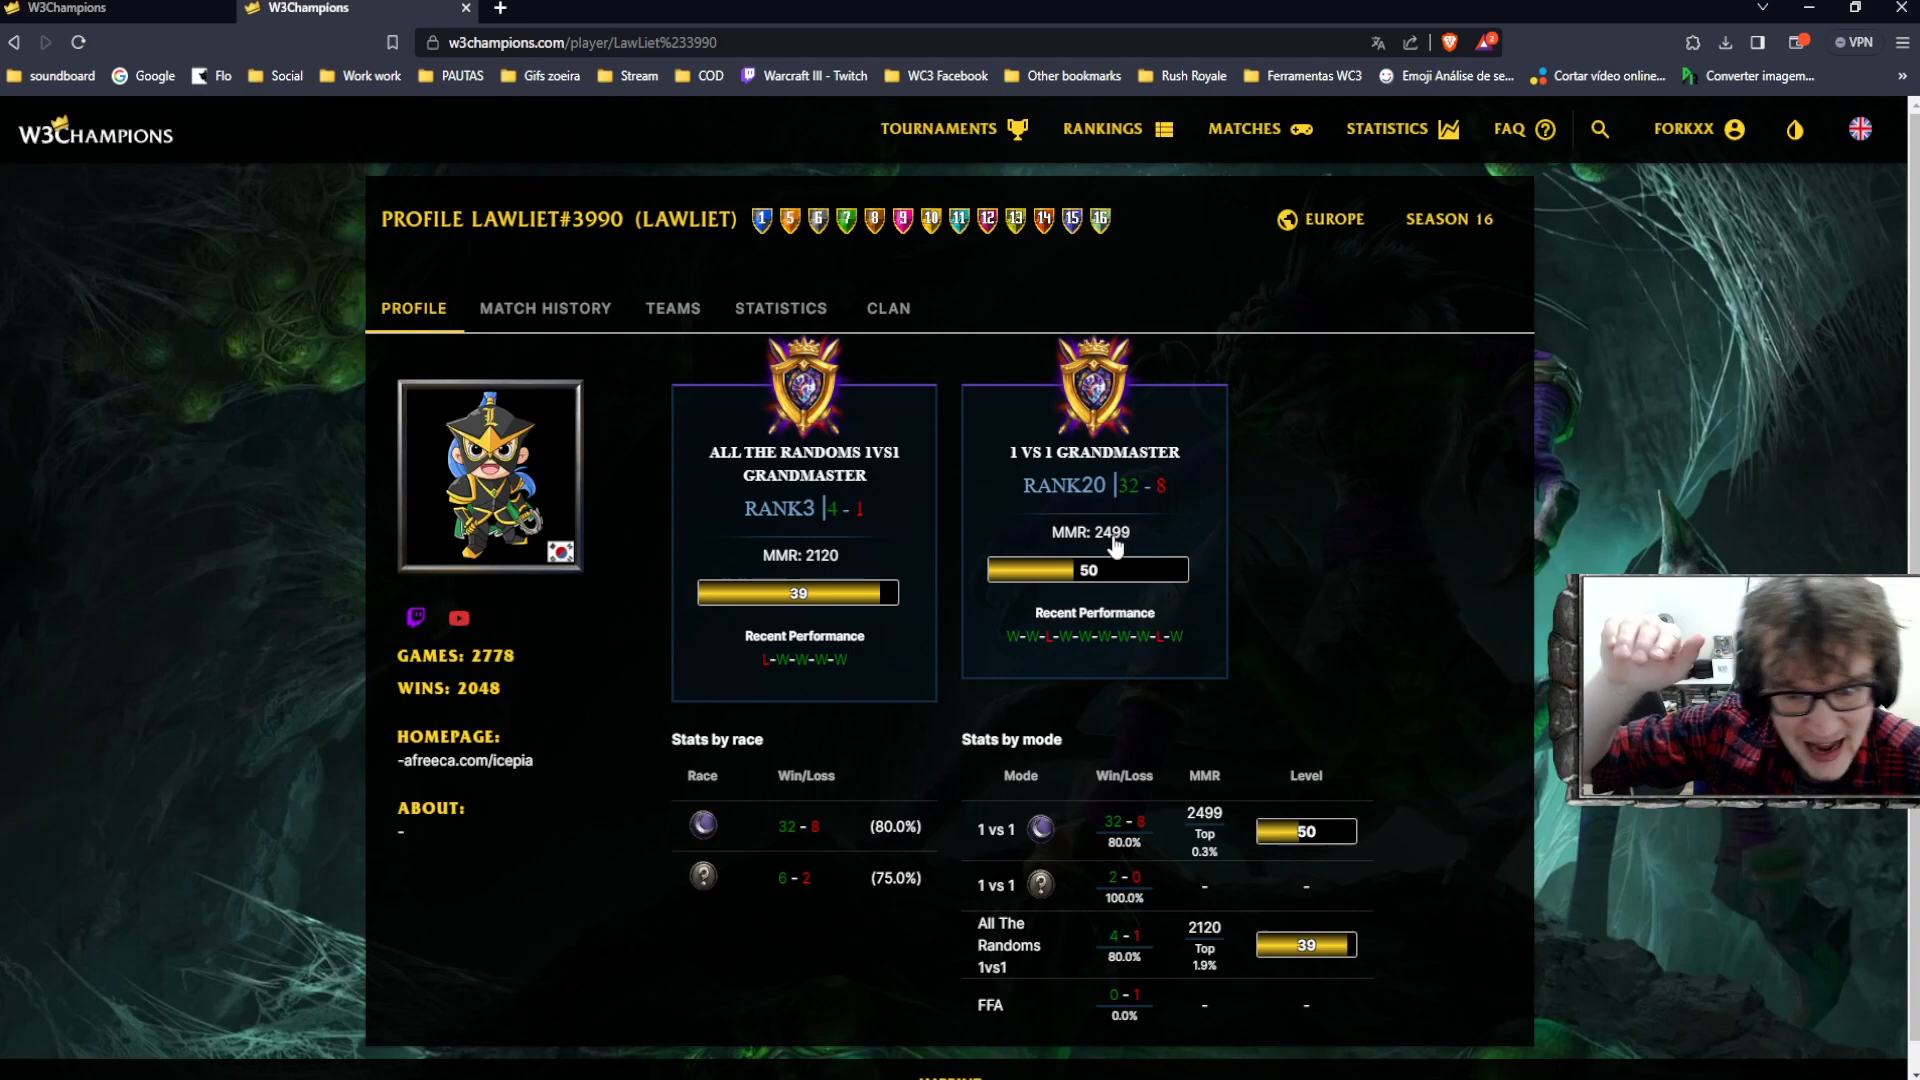 W3Champions
W3Champions
w3champions.com/player/LawLiet%233990
2
VPN
soundboard
Google
Flo
Social
Work work
PAUTAS
Gifs zoeira
Stream
COD
Warcraft III - Twitch
WC3 Facebook
Other bookmarks
Rush Royale
Ferramentas WC3
Emoji Análise de se...
Cortar vídeo online...
Converter imagem...
W3CHAMPIONS
TOURNAMENTS
RANKINGS
MATCHES
STATISTICS
FAQ
FORKXX
PROFILE LAWLIET#3990 (LAWLIET)
1 5 6 7 8 9 10 11 12 13 14 15 16
EUROPE
SEASON 16
PROFILE
MATCH HISTORY
TEAMS
STATISTICS
CLAN
L
GAMES: 2778
WINS: 2048
HOMEPAGE:
-afreeca.com/icepia
ABOUT:
-
ALL THE RANDOMS 1VS1
GRANDMASTER
RANK3 |4 - 1
MMR: 2120
39
Recent Performance
L-W-W-W-W
1 VS 1 GRANDMASTER
RANK20 |32 - 8
MMR: 2499
50
Recent Performance
W-W-L-W-W-W-W-W-L-W
Stats by race
Race Win/Loss
32 - 8 (80.0%)
6 - 2 (75.0%)
Stats by mode
Mode Win/Loss MMR Level
1 vs 1 32 - 8 2499 50
80.0% Top
0.3%
1 vs 1 2 - 0 - -
100.0%
All The 4 - 1 2120 39
Randoms 80.0% Top
1vs1 1.9%
FFA 0 - 1 - -
0.0%